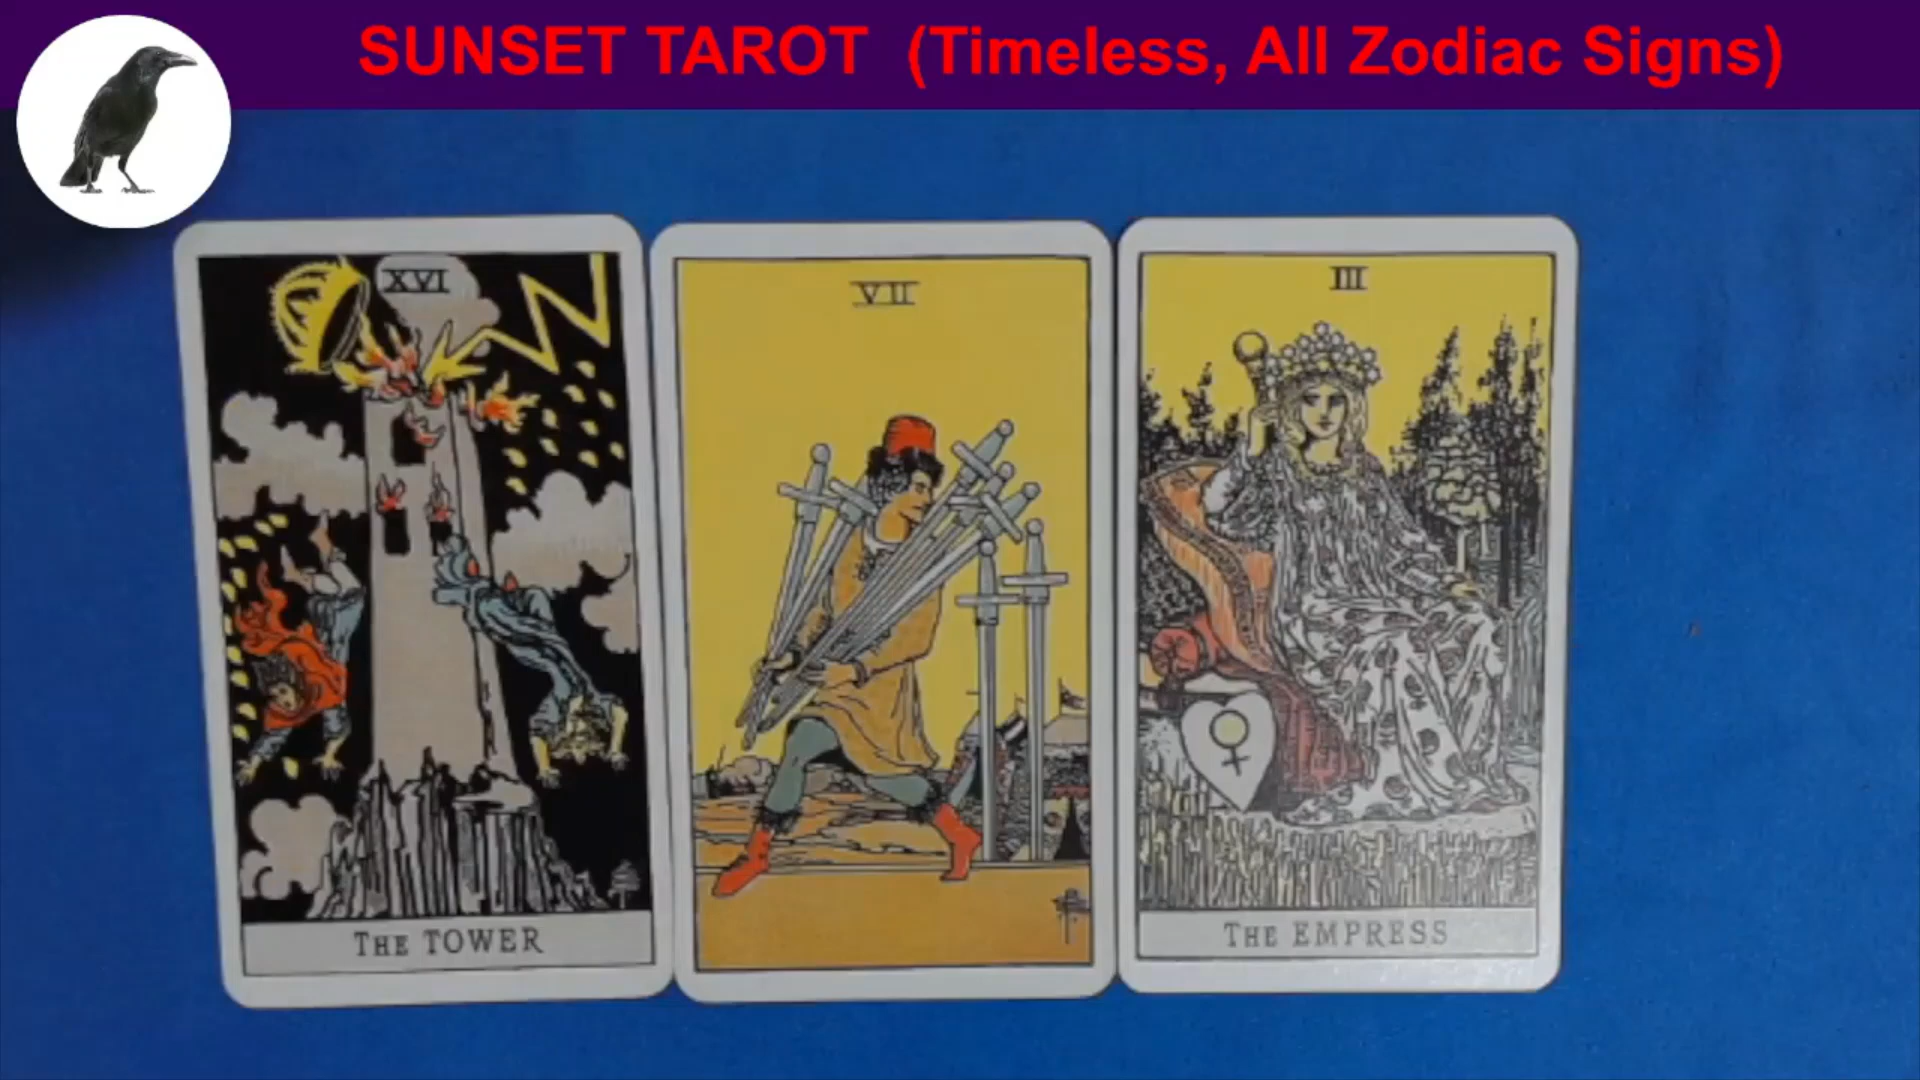 SUNSET TAROT (Timeless, All Zodiac Signs)
XVI
VII
III
THE TOWER
THE EMPRESS